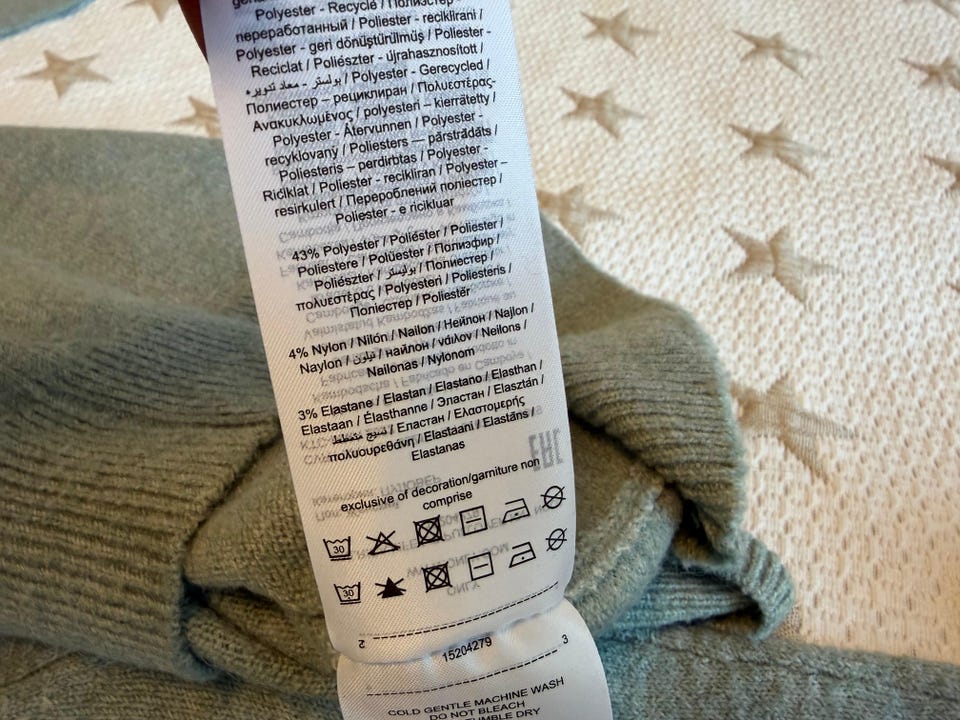 Polyester - Recyclé / Полиэстер -
переработанный / Poliester - reciklirani /
Polyester - geri dönüştürülmüş / Poliester -
Reciclat / Poliészter - újrahasznosított /
بوليستر - معاد تدويره / Polyester - Gerecycled /
Полиестер – рециклиран / Πολυεστέρας-
Ανακυκλωμένος / polyesteri – kierrätetty /
Polyester - Återvunnen / Polyester -
recyklovaný / Poliesters — pārstrādāts /
Poliesteris – perdirbtas / Polyester -
Riciklat / Poliester - recikliran / Polyester –
resirkulert / Перероблений поліестер /
Poliester - e ricikluar
43% Polyester / Poliéster / Poliester /
Poliestere / Polüester / Полиэфир /
Poliészter / بوليستر / Полиестер /
πολυεστέρας / Polyesteri / Poliesteris /
Поліестер / Poliestër
4% Nylon / Nilón / Nailon / Нейлон / Najlon /
Naylon / نيلون / найлон / νάιλον / Neilons /
Nailonas / Nylonom
3% Elastane / Elastan / Elastano / Elasthan /
Elastaan / Élasthanne / Эластан / Elasztán /
نسيج متمطط / Еластан / Ελαστομερής
πολυουρεθάνη / Elastaani / Elastāns /
Elastanas
exclusive of decoration/garniture non
comprise
30
30
2
15204279
3
COLD GENTLE MACHINE WASH
DO NOT BLEACH
TUMBLE DRY